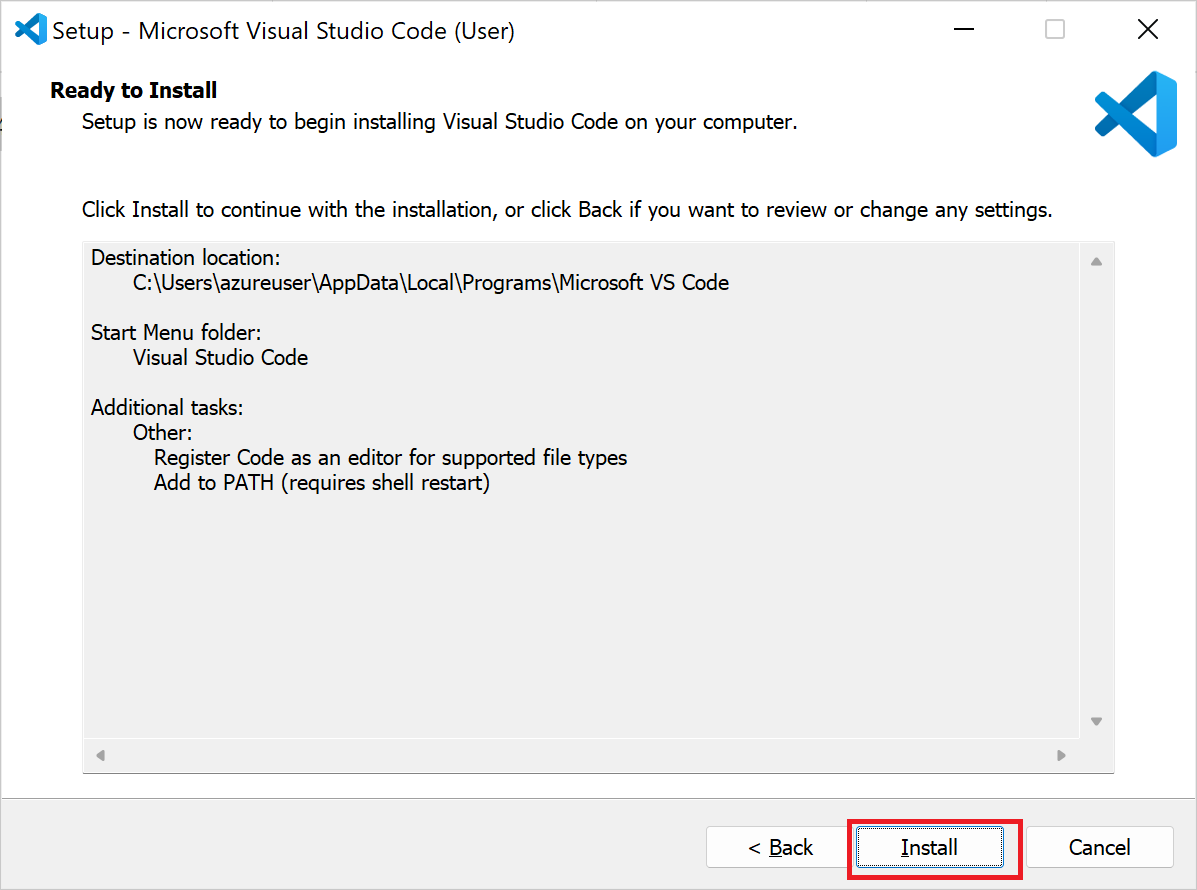 Setup - Microsoft Visual Studio Code (User)
Ready to Install
Setup is now ready to begin installing Visual Studio Code on your computer.
Click Install to continue with the installation, or click Back if you want to review or change any settings.
Destination location:
C:\Users\azureuser\AppData\Local\Programs\Microsoft VS Code
Start Menu folder:
Visual Studio Code
Additional tasks:
Other:
Register Code as an editor for supported file types
Add to PATH (requires shell restart)
< Back
Install
Cancel